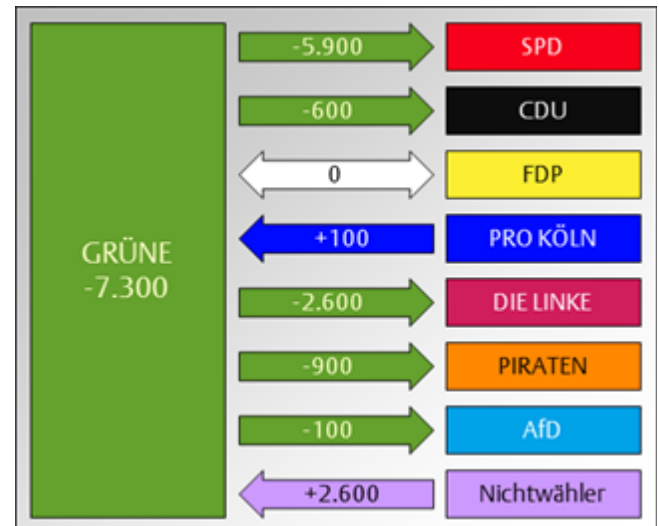 -5.900
SPD
-600
CDU
0
FDP
+100
PRO KÖLN
GRÜNE
-7.300
-2.600
DIE LINKE
-900
PIRATEN
-100
AfD
+2.600
Nichtwähler